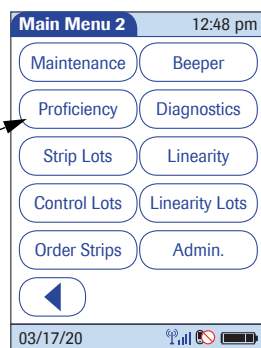 Main Menu 2 12:48 pm
Maintenance Beeper
Proficiency Diagnostics
Strip Lots Linearity
Control Lots Linearity Lots
Order Strips Admin.
03/17/20